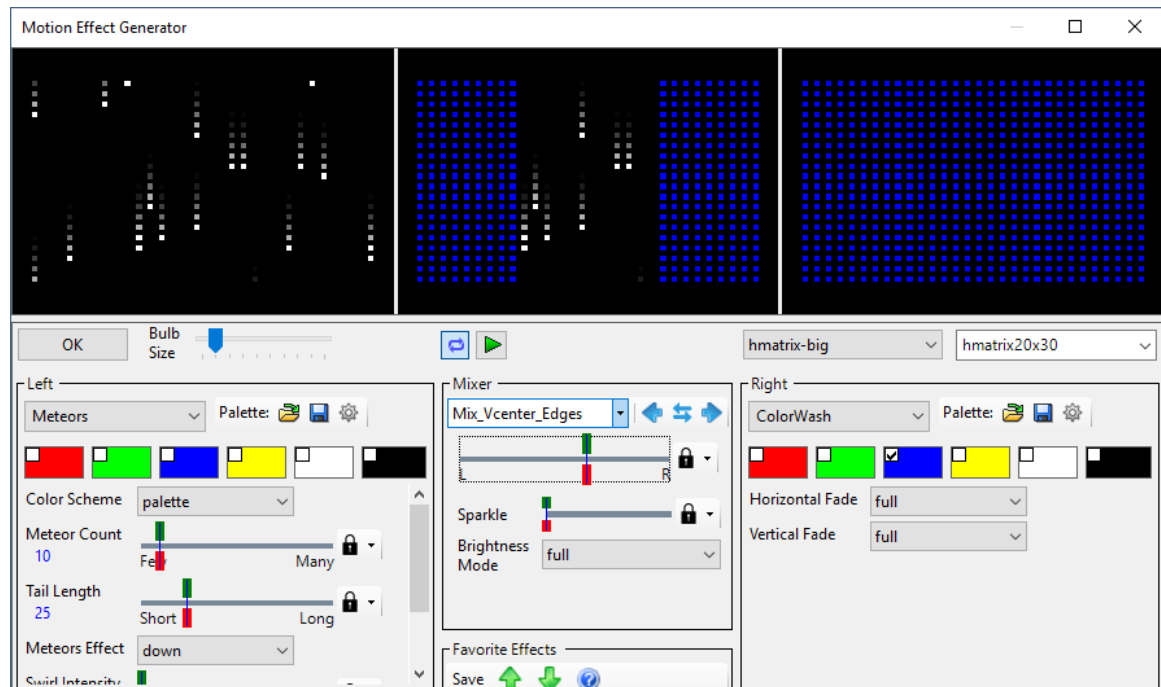 Motion Effect Generator
OK
Bulb
Size
hmatrix-big
hmatrix20x30
Left
Meteors
Palette:
Color Scheme
palette
Meteor Count
10
Few
Many
Tail Length
25
Short
Long
Meteors Effect
down
Swirl Intensity
Mixer
Mix_Vcenter_Edges
L
R
Sparkle
Brightness
Mode
full
Favorite Effects
Save
Right
ColorWash
Palette:
Horizontal Fade
full
Vertical Fade
full